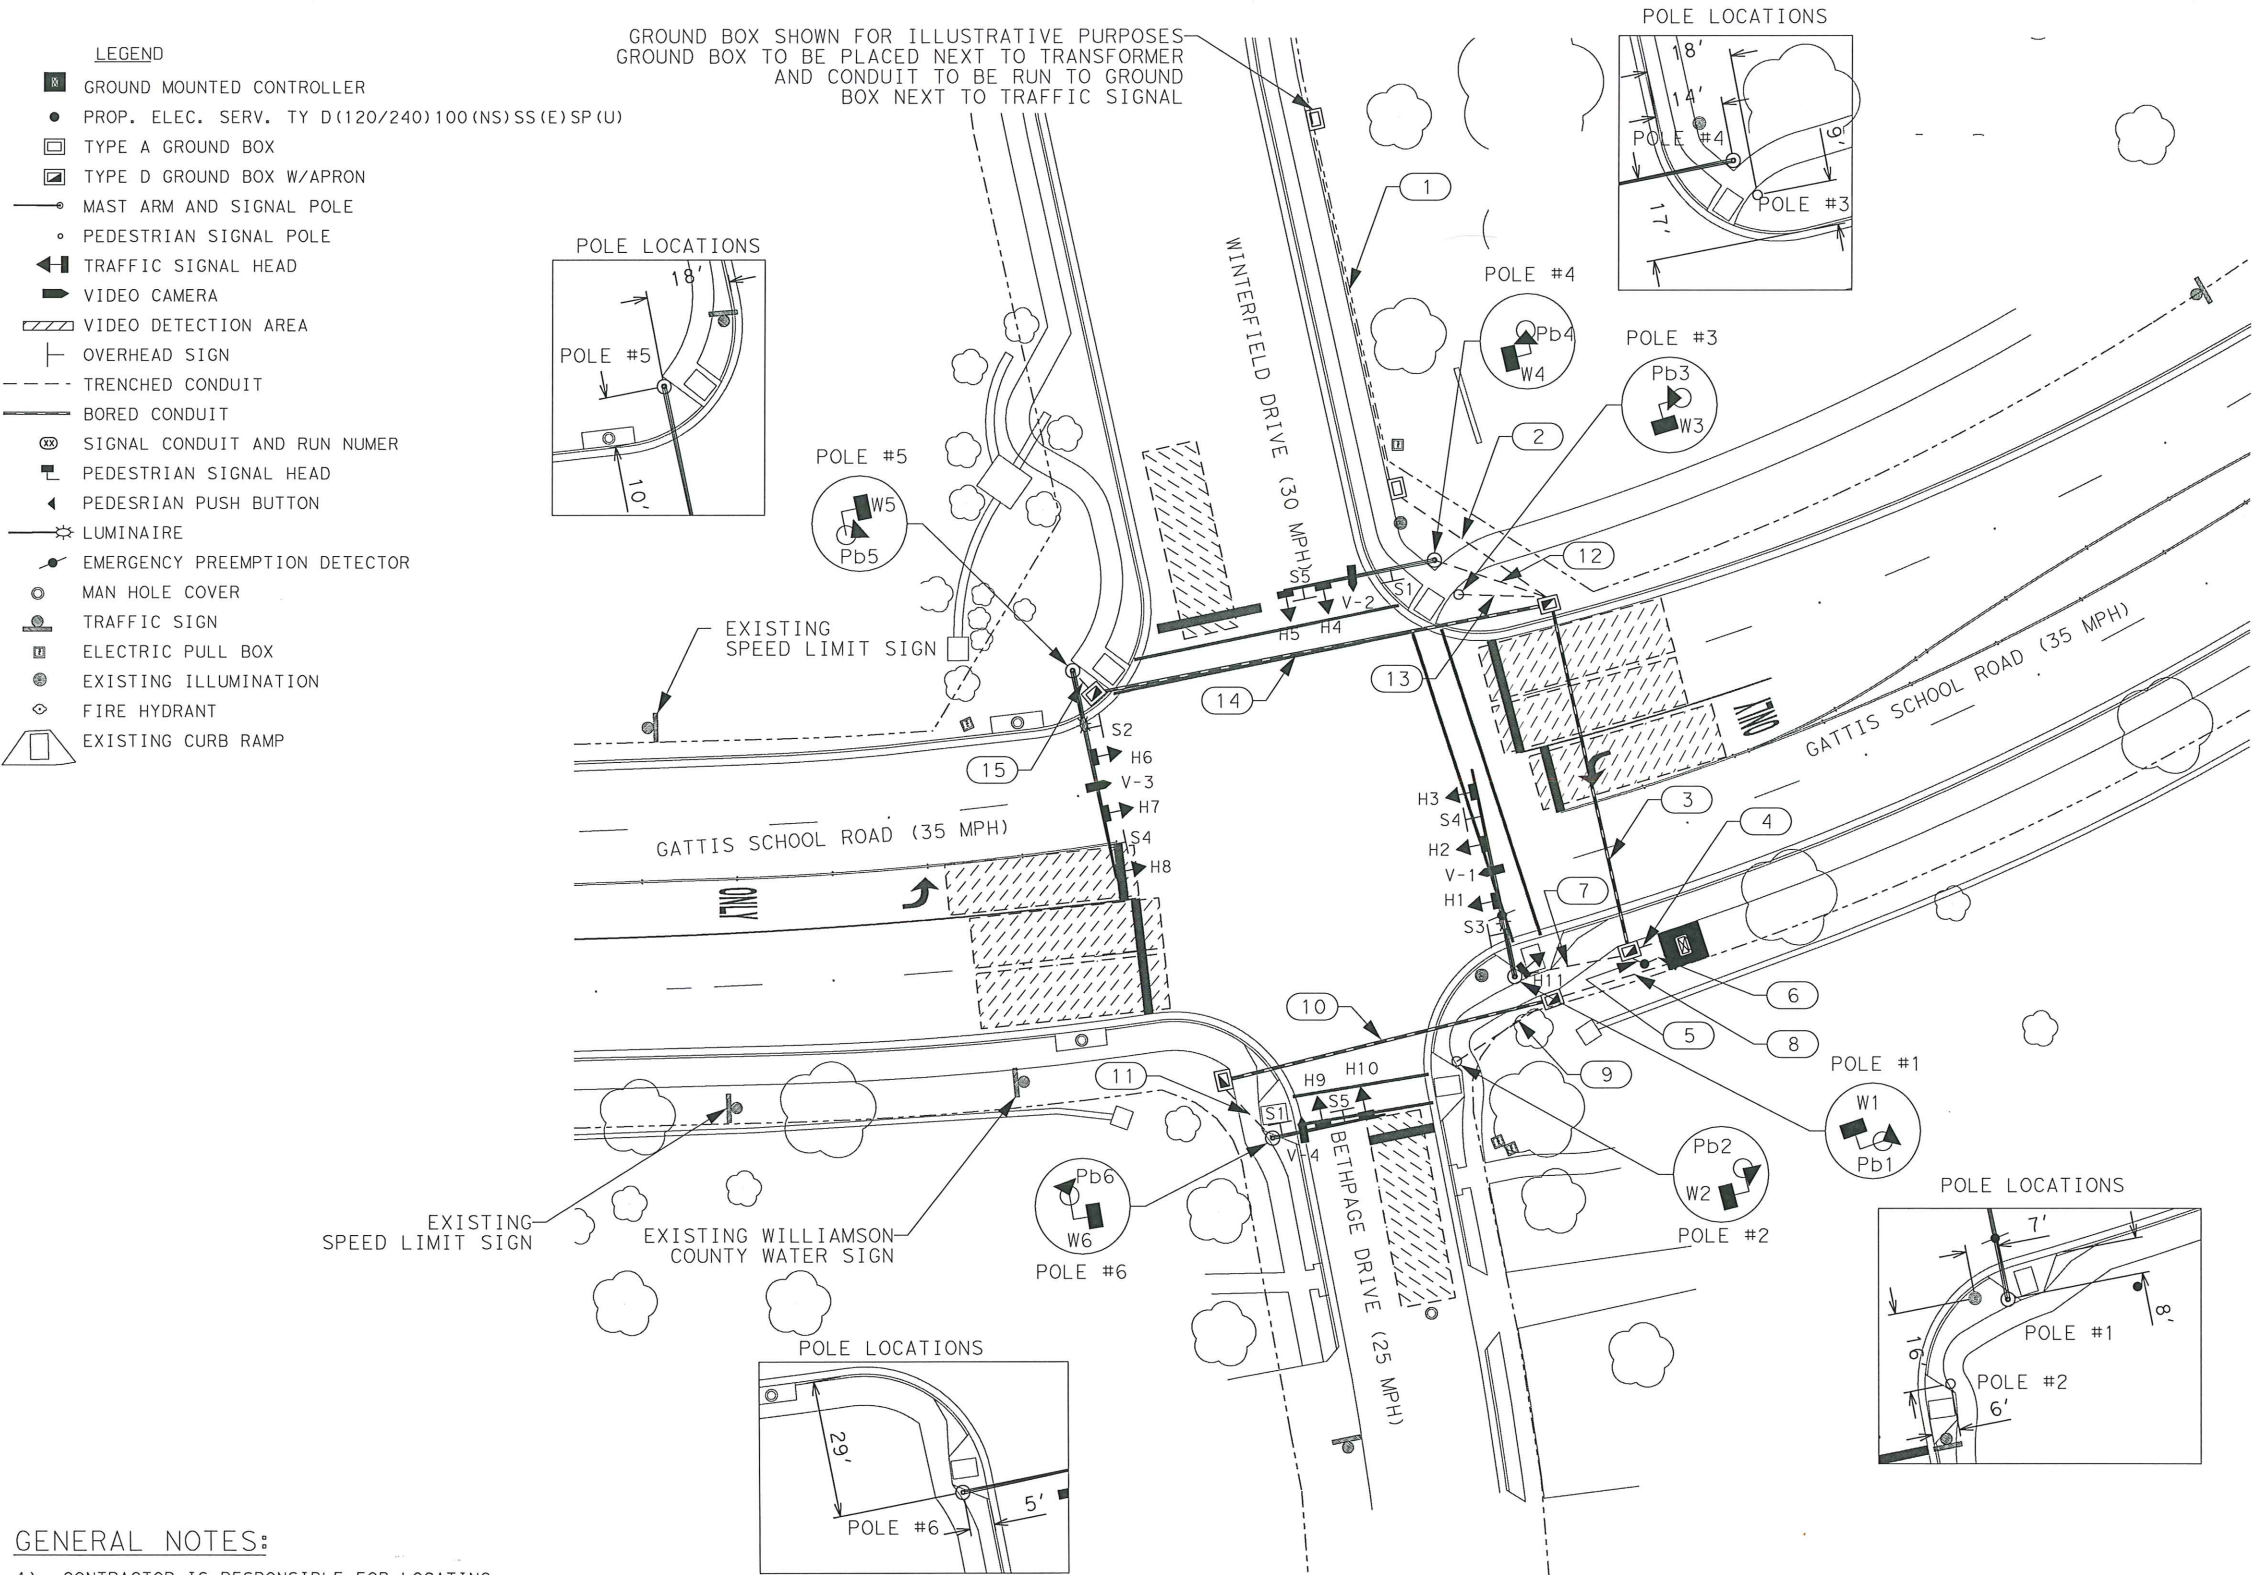 LEGEND
GROUND MOUNTED CONTROLLER
PROP. ELEC. SERV. TY D(120/240)100(NS)SS(E)SP(U)
TYPE A GROUND BOX
TYPE D GROUND BOX W/APRON
MAST ARM AND SIGNAL POLE
PEDESTRIAN SIGNAL POLE
TRAFFIC SIGNAL HEAD
VIDEO CAMERA
VIDEO DETECTION AREA
OVERHEAD SIGN
TRENCHED CONDUIT
BORED CONDUIT
XX SIGNAL CONDUIT AND RUN NUMER
PEDESTRIAN SIGNAL HEAD
PEDESRIAN PUSH BUTTON
LUMINAIRE
EMERGENCY PREEMPTION DETECTOR
MAN HOLE COVER
TRAFFIC SIGN
ELECTRIC PULL BOX
EXISTING ILLUMINATION
FIRE HYDRANT
EXISTING CURB RAMP
GROUND BOX SHOWN FOR ILLUSTRATIVE PURPOSES
GROUND BOX TO BE PLACED NEXT TO TRANSFORMER
AND CONDUIT TO BE RUN TO GROUND
BOX NEXT TO TRAFFIC SIGNAL
POLE LOCATIONS
18'
14'
POLE #4
9'
POLE #3
17'
1
POLE LOCATIONS
18'
POLE #5
10'
WINTERFIELD DRIVE (30 MPH)
POLE #4
Pb4
W4
POLE #3
Pb3
W3
2
12
POLE #5
W5
Pb5
S5
S1
V-2
H5
H4
EXISTING
SPEED LIMIT SIGN
13
14
15
S2
H6
V-3
H7
S4
H8
GATTIS SCHOOL ROAD (35 MPH)
ONLY
ONLY
GATTIS SCHOOL ROAD (35 MPH)
H3
S4
H2
V-1
H1
S3
H11
3
4
7
6
5
8
9
10
11
H9
H10
S5
S1
V-4
BETHPAGE DRIVE (25 MPH)
POLE #1
W1
Pb1
Pb2
W2
POLE #2
Pb6
W6
POLE #6
EXISTING
SPEED LIMIT SIGN
EXISTING WILLIAMSON
COUNTY WATER SIGN
POLE LOCATIONS
7'
8'
POLE #1
16'
POLE #2
6'
POLE LOCATIONS
29'
5'
POLE #6
GENERAL NOTES:
1) CONTRACTOR IS RESPONSIBLE FOR LOCATING